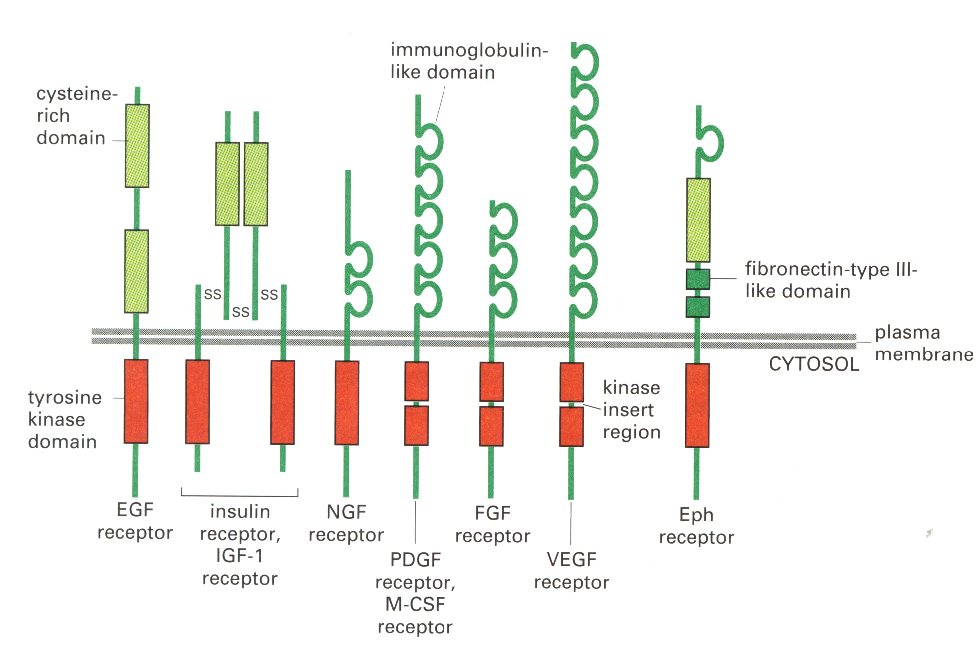 immunoglobulin-
like domain
cysteine-
rich
domain
fibronectin-type III-
like domain
ss
ss
ss
plasma
membrane
CYTOSOL
tyrosine
kinase
domain
kinase
insert
region
EGF
receptor
insulin
receptor,
IGF-1
receptor
NGF
receptor
PDGF
receptor,
M-CSF
receptor
FGF
receptor
VEGF
receptor
Eph
receptor